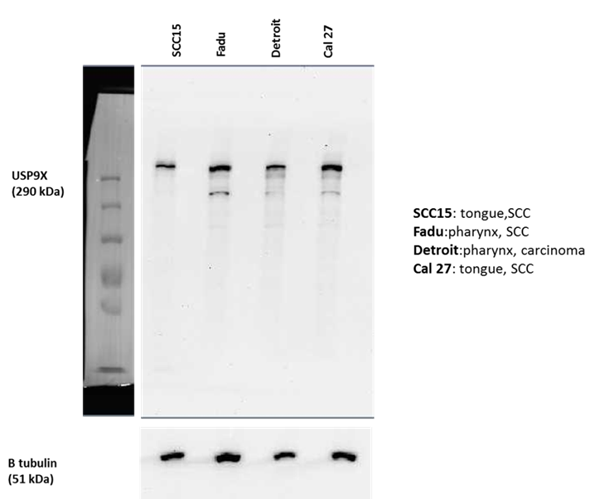 SCC15
Fadu
Detroit
Cal 27
USP9X
(290 kDa)
SCC15: tongue,SCC
Fadu:pharynx, SCC
Detroit:pharynx, carcinoma
Cal 27: tongue, SCC
B tubulin
(51 kDa)